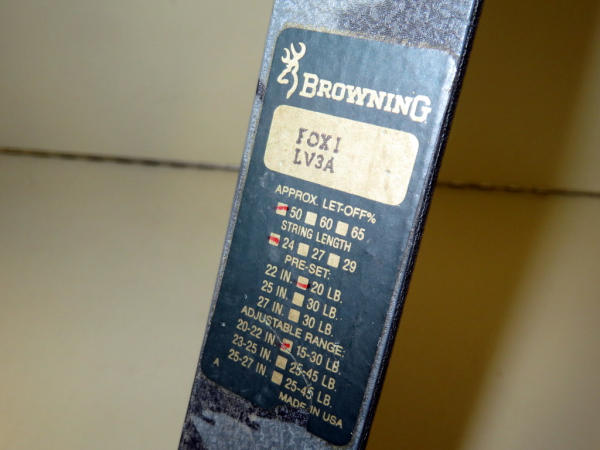 BROWNING
FOXI
LV3A
APPROX. LET-OFF%
50 60 65
STRING LENGTH
24 27 29
PRE-SET:
22 IN. 20 LB.
25 IN. 30 LB.
27 IN. 30 LB.
ADJUSTABLE RANGE:
20-22 IN. 15-30 LB.
23-25 IN. 25-45 LB.
25-27 IN. 25-45 LB.
A MADE IN USA